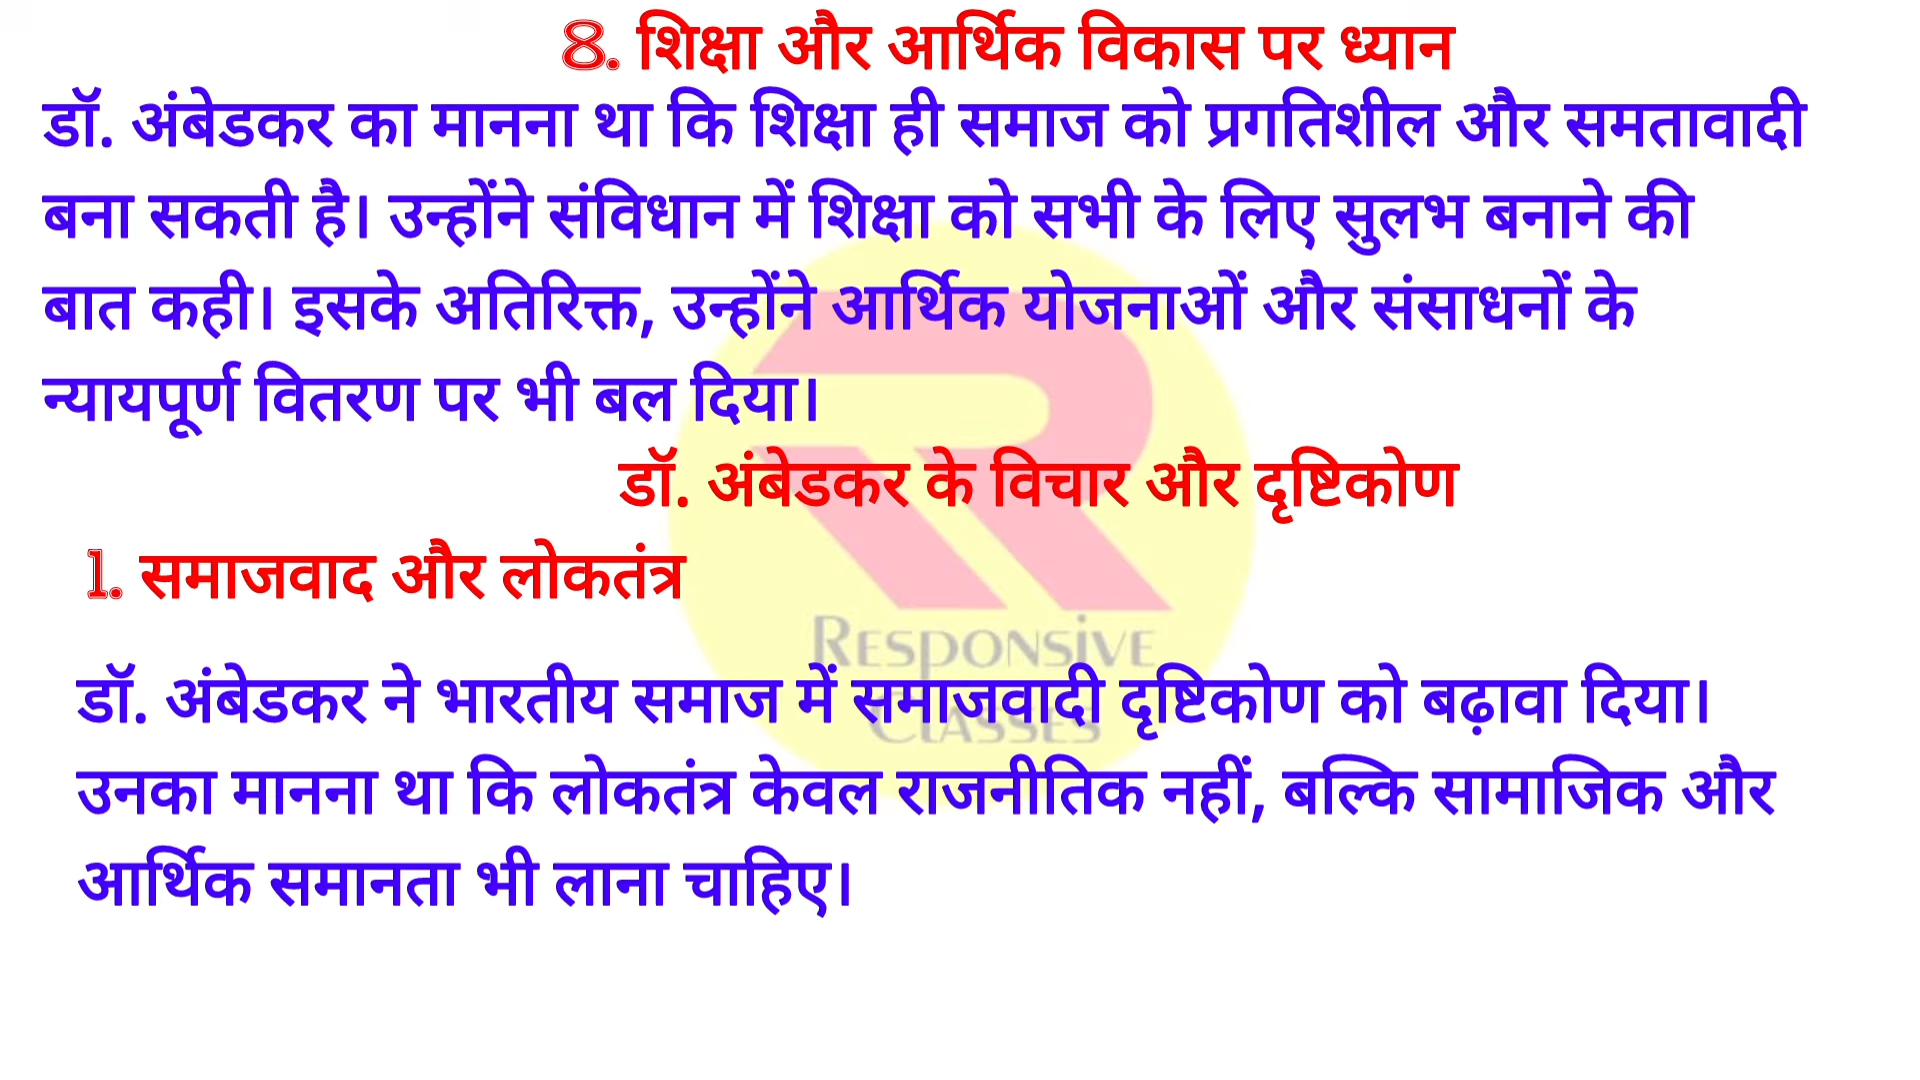 8. शिक्षा और आर्थिक विकास पर ध्यान
डॉ. अंबेडकर का मानना था कि शिक्षा ही समाज को प्रगतिशील और समतावादी
बना सकती है। उन्होंने संविधान में शिक्षा को सभी के लिए सुलभ बनाने की
बात कही। इसके अतिरिक्त, उन्होंने आर्थिक योजनाओं और संसाधनों के
न्यायपूर्ण वितरण पर भी बल दिया।
डॉ. अंबेडकर के विचार और दृष्टिकोण
1. समाजवाद और लोकतंत्र
RESPONSIVE
डॉ. अंबेडकर ने भारतीय समाज में समाजवादी दृष्टिकोण को बढ़ावा दिया।
CLASSES
उनका मानना था कि लोकतंत्र केवल राजनीतिक नहीं, बल्कि सामाजिक और
आर्थिक समानता भी लाना चाहिए।